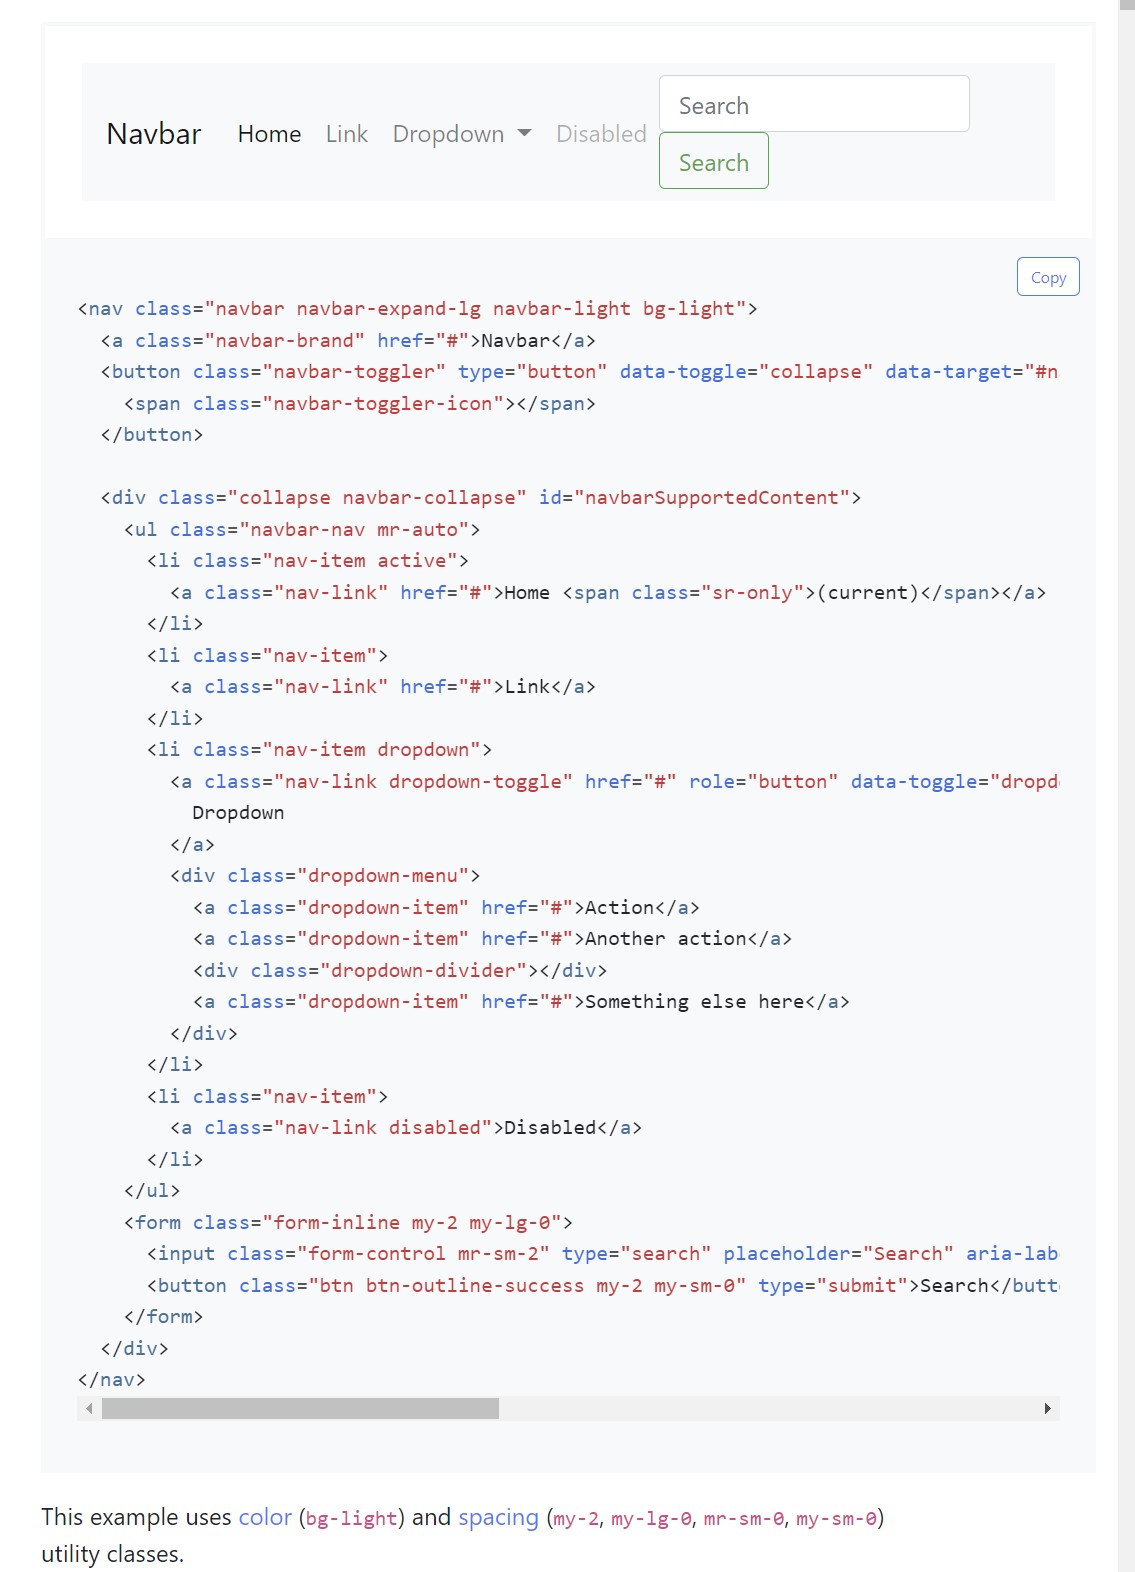 Navbar Home Link Dropdown Disabled Search
Search
Copy
<nav class="navbar navbar-expand-lg navbar-light bg-light">
  <a class="navbar-brand" href="#">Navbar</a>
  <button class="navbar-toggler" type="button" data-toggle="collapse" data-target="#n
    <span class="navbar-toggler-icon"></span>
  </button>

  <div class="collapse navbar-collapse" id="navbarSupportedContent">
    <ul class="navbar-nav mr-auto">
      <li class="nav-item active">
        <a class="nav-link" href="#">Home <span class="sr-only">(current)</span></a>
      </li>
      <li class="nav-item">
        <a class="nav-link" href="#">Link</a>
      </li>
      <li class="nav-item dropdown">
        <a class="nav-link dropdown-toggle" href="#" role="button" data-toggle="dropd
          Dropdown
        </a>
        <div class="dropdown-menu">
          <a class="dropdown-item" href="#">Action</a>
          <a class="dropdown-item" href="#">Another action</a>
          <div class="dropdown-divider"></div>
          <a class="dropdown-item" href="#">Something else here</a>
        </div>
      </li>
      <li class="nav-item">
        <a class="nav-link disabled">Disabled</a>
      </li>
    </ul>
    <form class="form-inline my-2 my-lg-0">
      <input class="form-control mr-sm-2" type="search" placeholder="Search" aria-lab
      <button class="btn btn-outline-success my-2 my-sm-0" type="submit">Search</butt
    </form>
  </div>
</nav>
This example uses color (bg-light) and spacing (my-2, my-lg-0, mr-sm-0, my-sm-0)
utility classes.